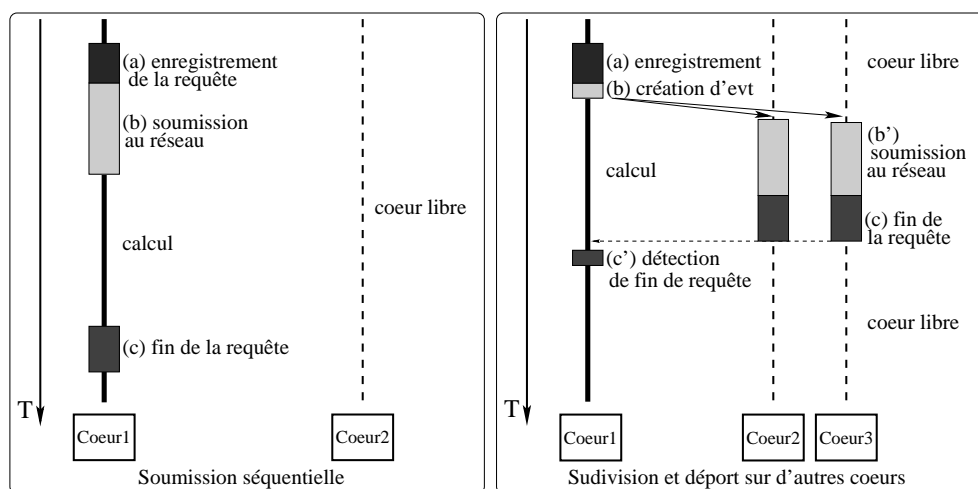 (a) enregistrement
de la requête
(b) soumission
au réseau
coeur libre
calcul
(c) fin de la requête
T
Coeur1
Coeur2
Soumission séquentielle
(a) enregistrement
coeur libre
(b) création d'evt
(b')
soumission
au réseau
calcul
(c) fin de
la requête
(c') détection
de fin de requête
coeur libre
T
Coeur1
Coeur2
Coeur3
Sudivision et déport sur d'autres coeurs